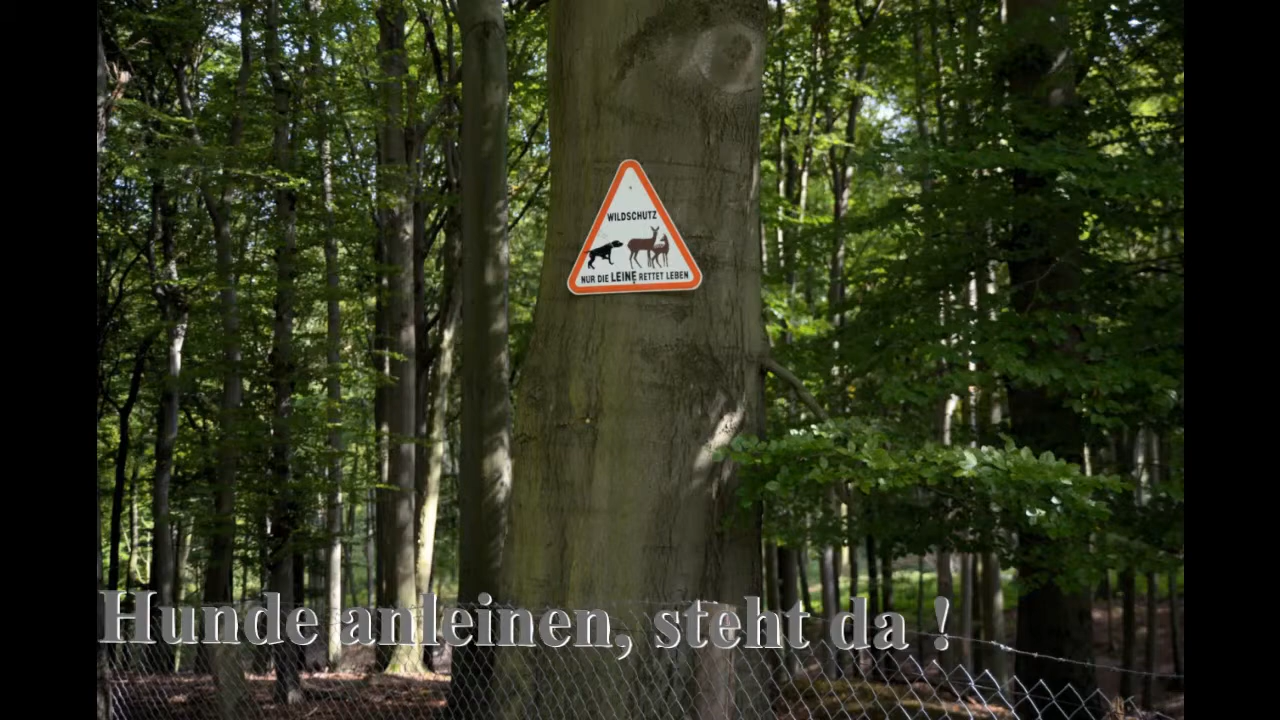 WILDSCHUTZ
NUR DIE LEINE RETTET LEBEN
Hunde anleinen, steht da !